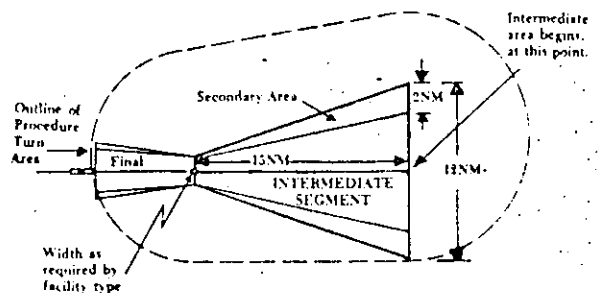 Intermediate
area begins
at this point.
Secondary Area
2NM
Outline of
Procedure
Turn
Area
Final
15NM
INTERMEDIATE
SEGMENT
Width as
required by
facility type